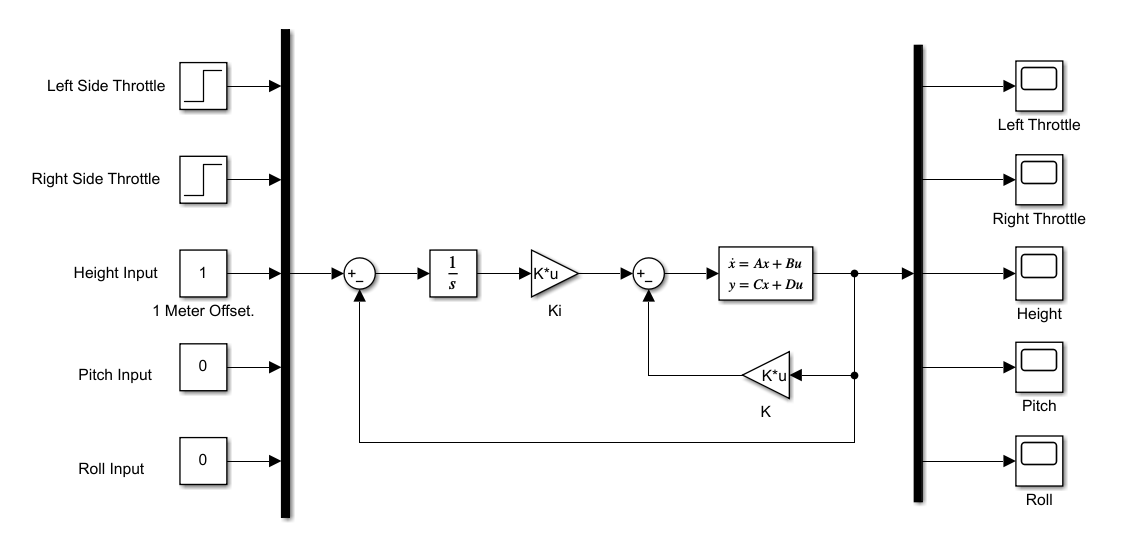 Left Side Throttle
Left Throttle
Right Side Throttle
Right Throttle
Height Input
1
1 Meter Offset.
+
−
1
s
K*u
Ki
+
−
ẋ = Ax + Bu
y = Cx + Du
Height
Pitch Input
0
K*u
K
Pitch
Roll Input
0
Roll